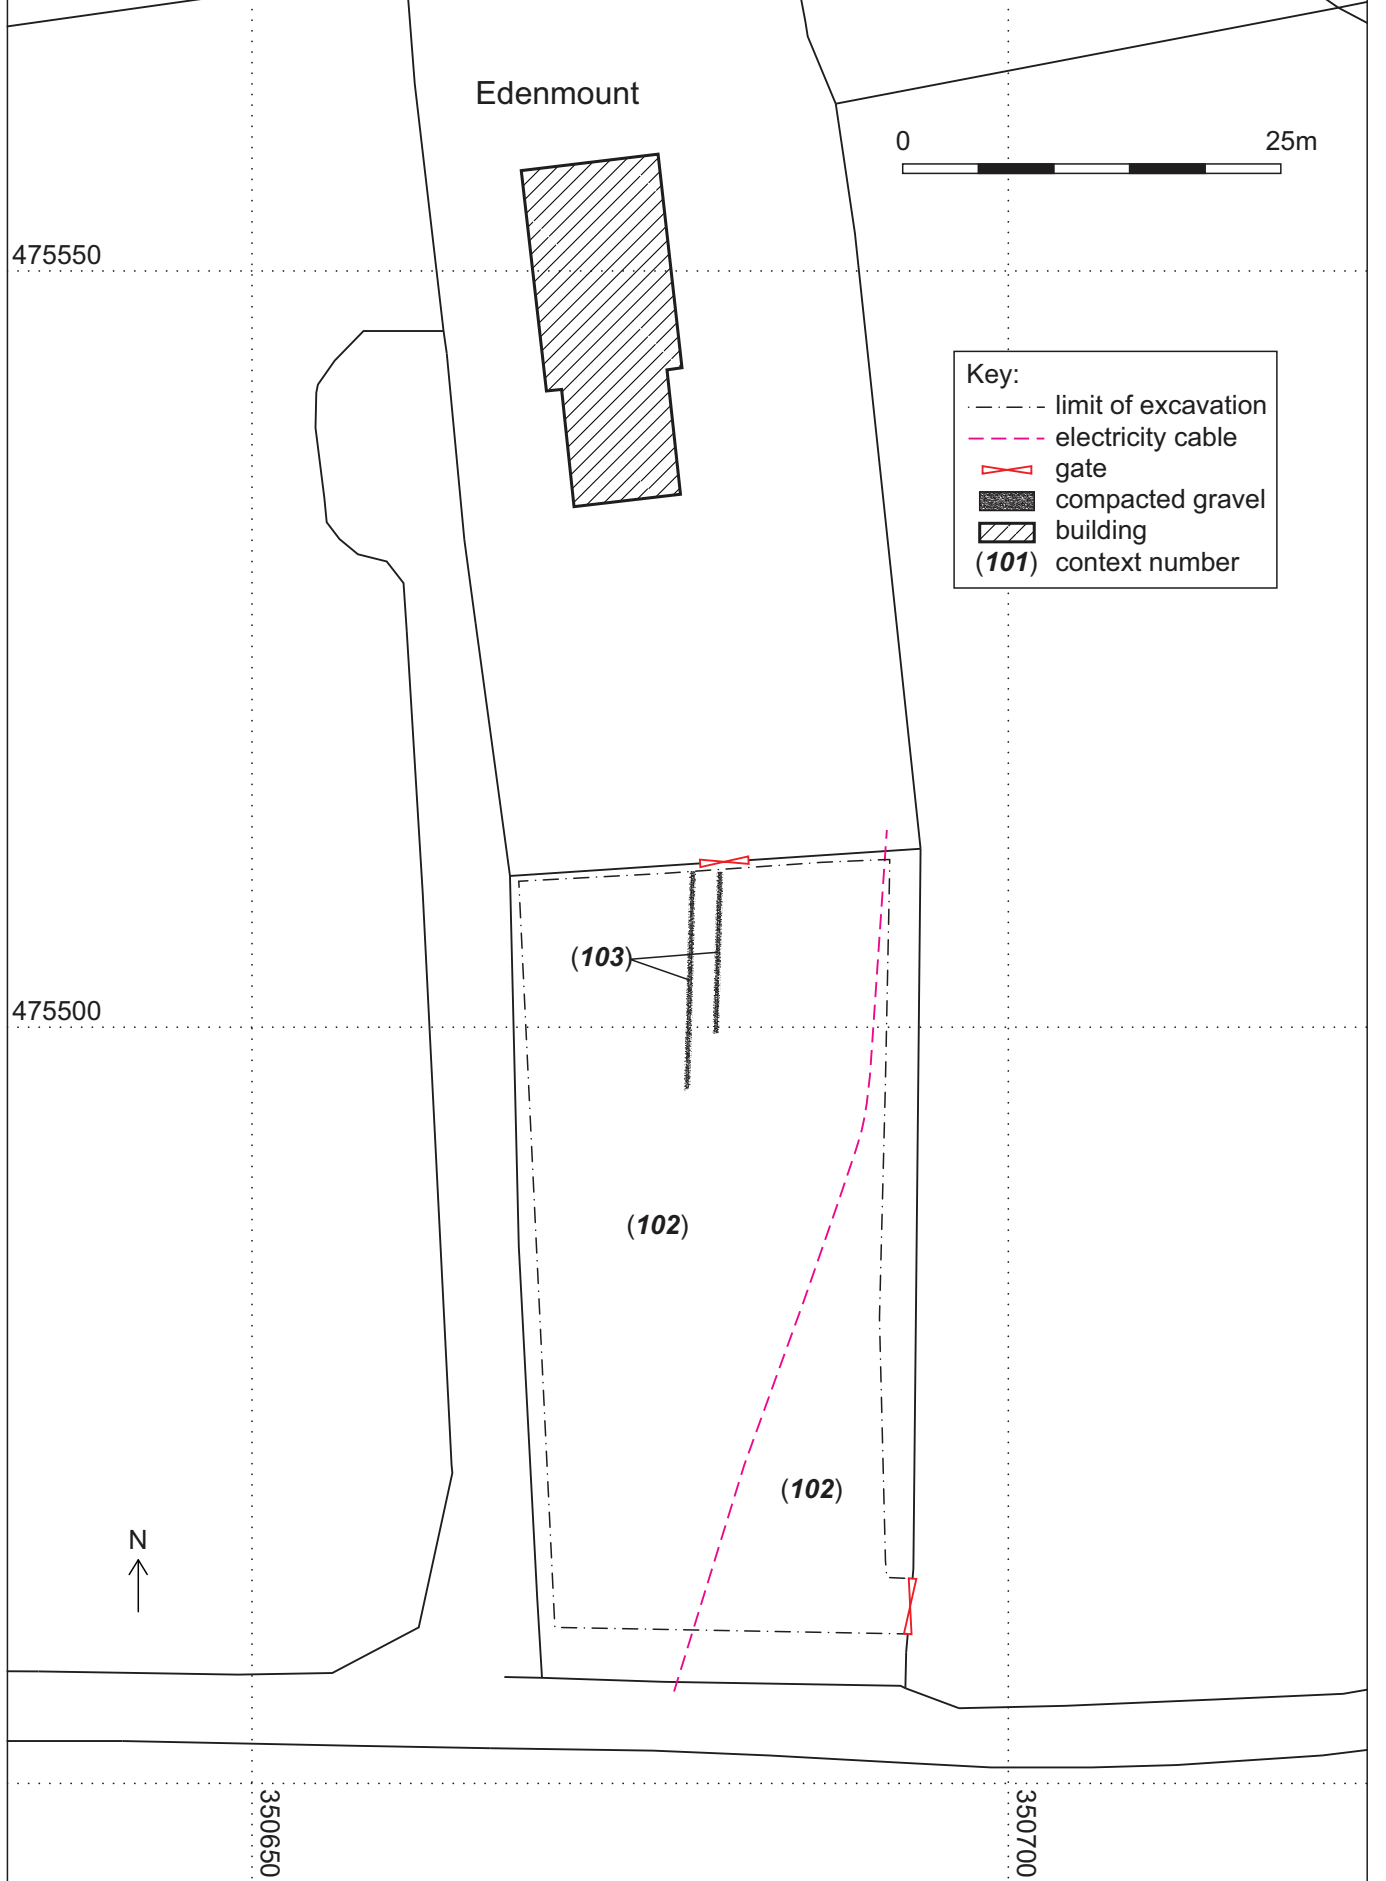 Edenmount
0 25m
475550
Key:
limit of excavation
electricity cable
gate
compacted gravel
building
(101) context number
(103)
475500
(102)
(102)
N
350650
350700